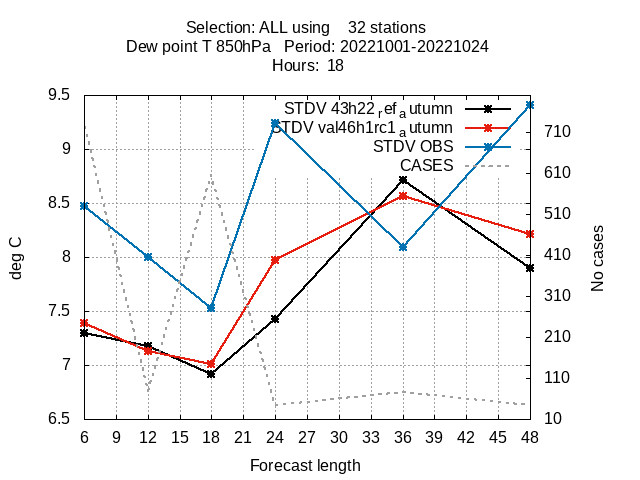 Selection: ALL using 32 stations
Dew point T 850hPa Period: 20221001-20221024
Hours: 18
STDV 43h22ref autumn
STDV val46h1rc1autumn
STDV OBS
CASES
9.5
9
8.5
8
7.5
7
6.5
deg C
710
610
510
410
310
210
110
10
No cases
6 9 12 15 18 21 24 27 30 33 36 39 42 45 48
Forecast length